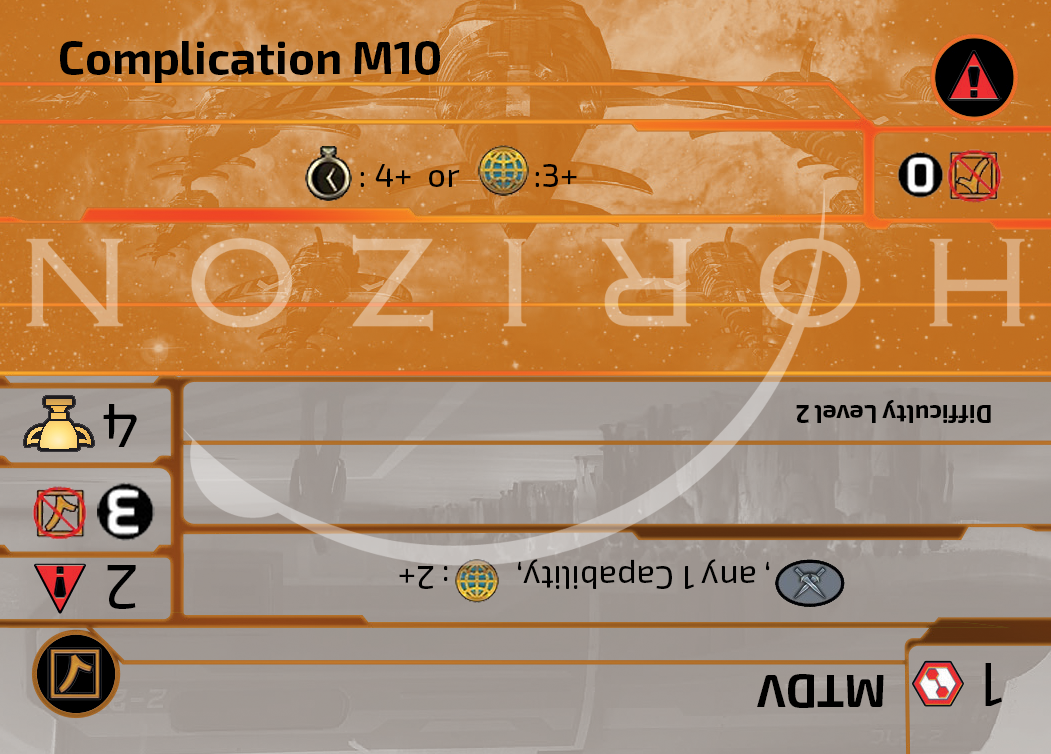 Complication M10
: 4+ or :3+
0
HORIZON
1
MTDV
, any 1 Capability, : 2+
2
3
Difficulty Level 2
4